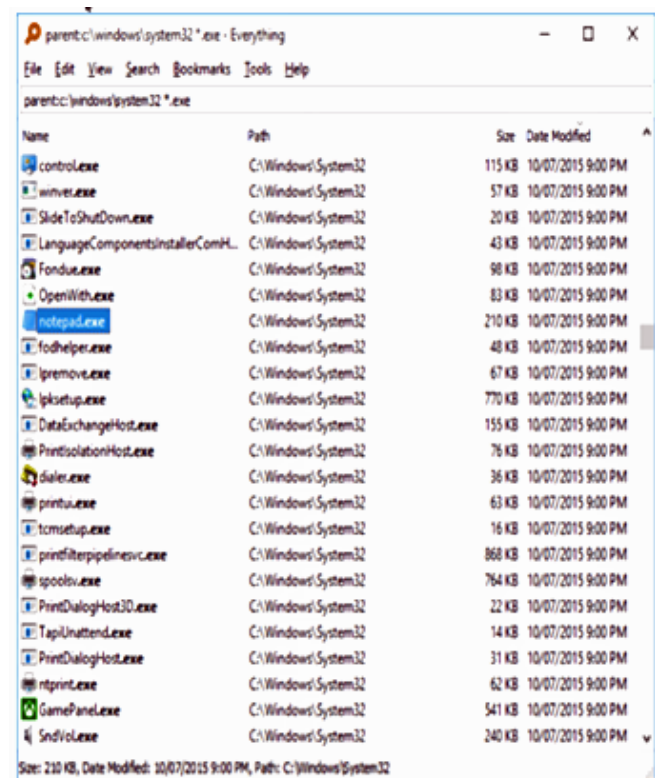 parent:c:\windows\system32 *.exe - Everything
File Edit View Search Bookmarks Tools Help
parent:c:\windows\system32 *.exe
Name Path Size Date Modified
control.exe C:\Windows\System32 115 KB 10/07/2015 9:00 PM
winver.exe C:\Windows\System32 57 KB 10/07/2015 9:00 PM
SlideToShutDown.exe C:\Windows\System32 20 KB 10/07/2015 9:00 PM
LanguageComponentsInstallerComH... C:\Windows\System32 43 KB 10/07/2015 9:00 PM
Fondue.exe C:\Windows\System32 98 KB 10/07/2015 9:00 PM
OpenWith.exe C:\Windows\System32 83 KB 10/07/2015 9:00 PM
notepad.exe C:\Windows\System32 210 KB 10/07/2015 9:00 PM
fodhelper.exe C:\Windows\System32 48 KB 10/07/2015 9:00 PM
lpremove.exe C:\Windows\System32 67 KB 10/07/2015 9:00 PM
lpksetup.exe C:\Windows\System32 770 KB 10/07/2015 9:00 PM
DataExchangeHost.exe C:\Windows\System32 155 KB 10/07/2015 9:00 PM
PrintIsolationHost.exe C:\Windows\System32 76 KB 10/07/2015 9:00 PM
dialer.exe C:\Windows\System32 36 KB 10/07/2015 9:00 PM
printui.exe C:\Windows\System32 63 KB 10/07/2015 9:00 PM
tcmsetup.exe C:\Windows\System32 16 KB 10/07/2015 9:00 PM
printfilterpipelinesvc.exe C:\Windows\System32 868 KB 10/07/2015 9:00 PM
spoolsv.exe C:\Windows\System32 764 KB 10/07/2015 9:00 PM
PrintDialogHost3D.exe C:\Windows\System32 22 KB 10/07/2015 9:00 PM
TapiUnattend.exe C:\Windows\System32 14 KB 10/07/2015 9:00 PM
PrintDialogHost.exe C:\Windows\System32 31 KB 10/07/2015 9:00 PM
ntprint.exe C:\Windows\System32 62 KB 10/07/2015 9:00 PM
GamePanel.exe C:\Windows\System32 541 KB 10/07/2015 9:00 PM
SndVol.exe C:\Windows\System32 240 KB 10/07/2015 9:00 PM
Size: 210 KB, Date Modified: 10/07/2015 9:00 PM, Path: C:\Windows\System32